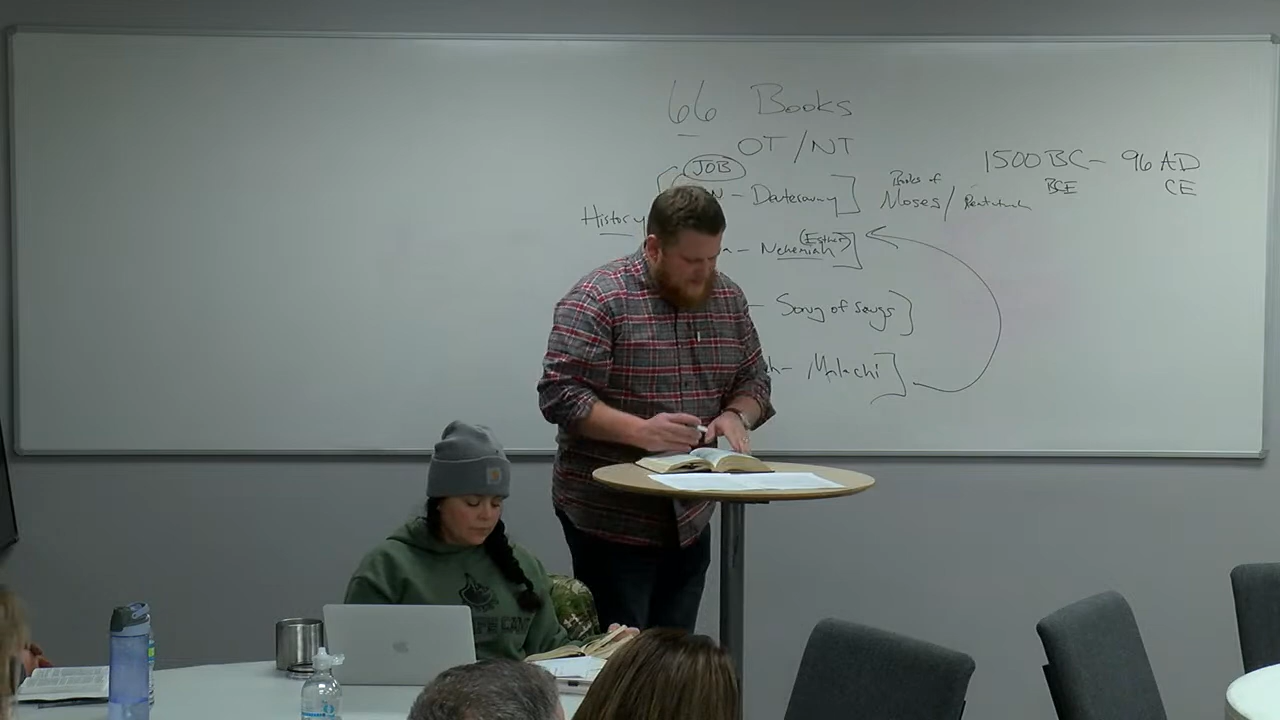 66 Books
OT/NT
1500 BC - 96 AD
BCE CE
JOB
- Deuteronomy] Books of Moses/
History
- Nehemiah (Esther)]
- Song of Songs]
- Malachi]